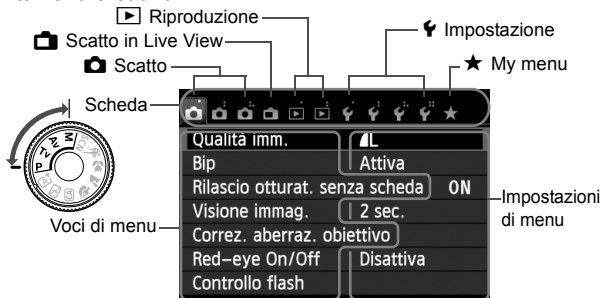 Riproduzione
Impostazione
Scatto in Live View
Scatto
My menu
Scheda
Qualità imm. L
Bip Attiva
Rilascio otturat. senza scheda ON
Visione immag. 2 sec.
Correz. aberraz. obiettivo
Red-eye On/Off Disattiva
Controllo flash
Impostazioni
di menu
Voci di menu
P Tv Av M